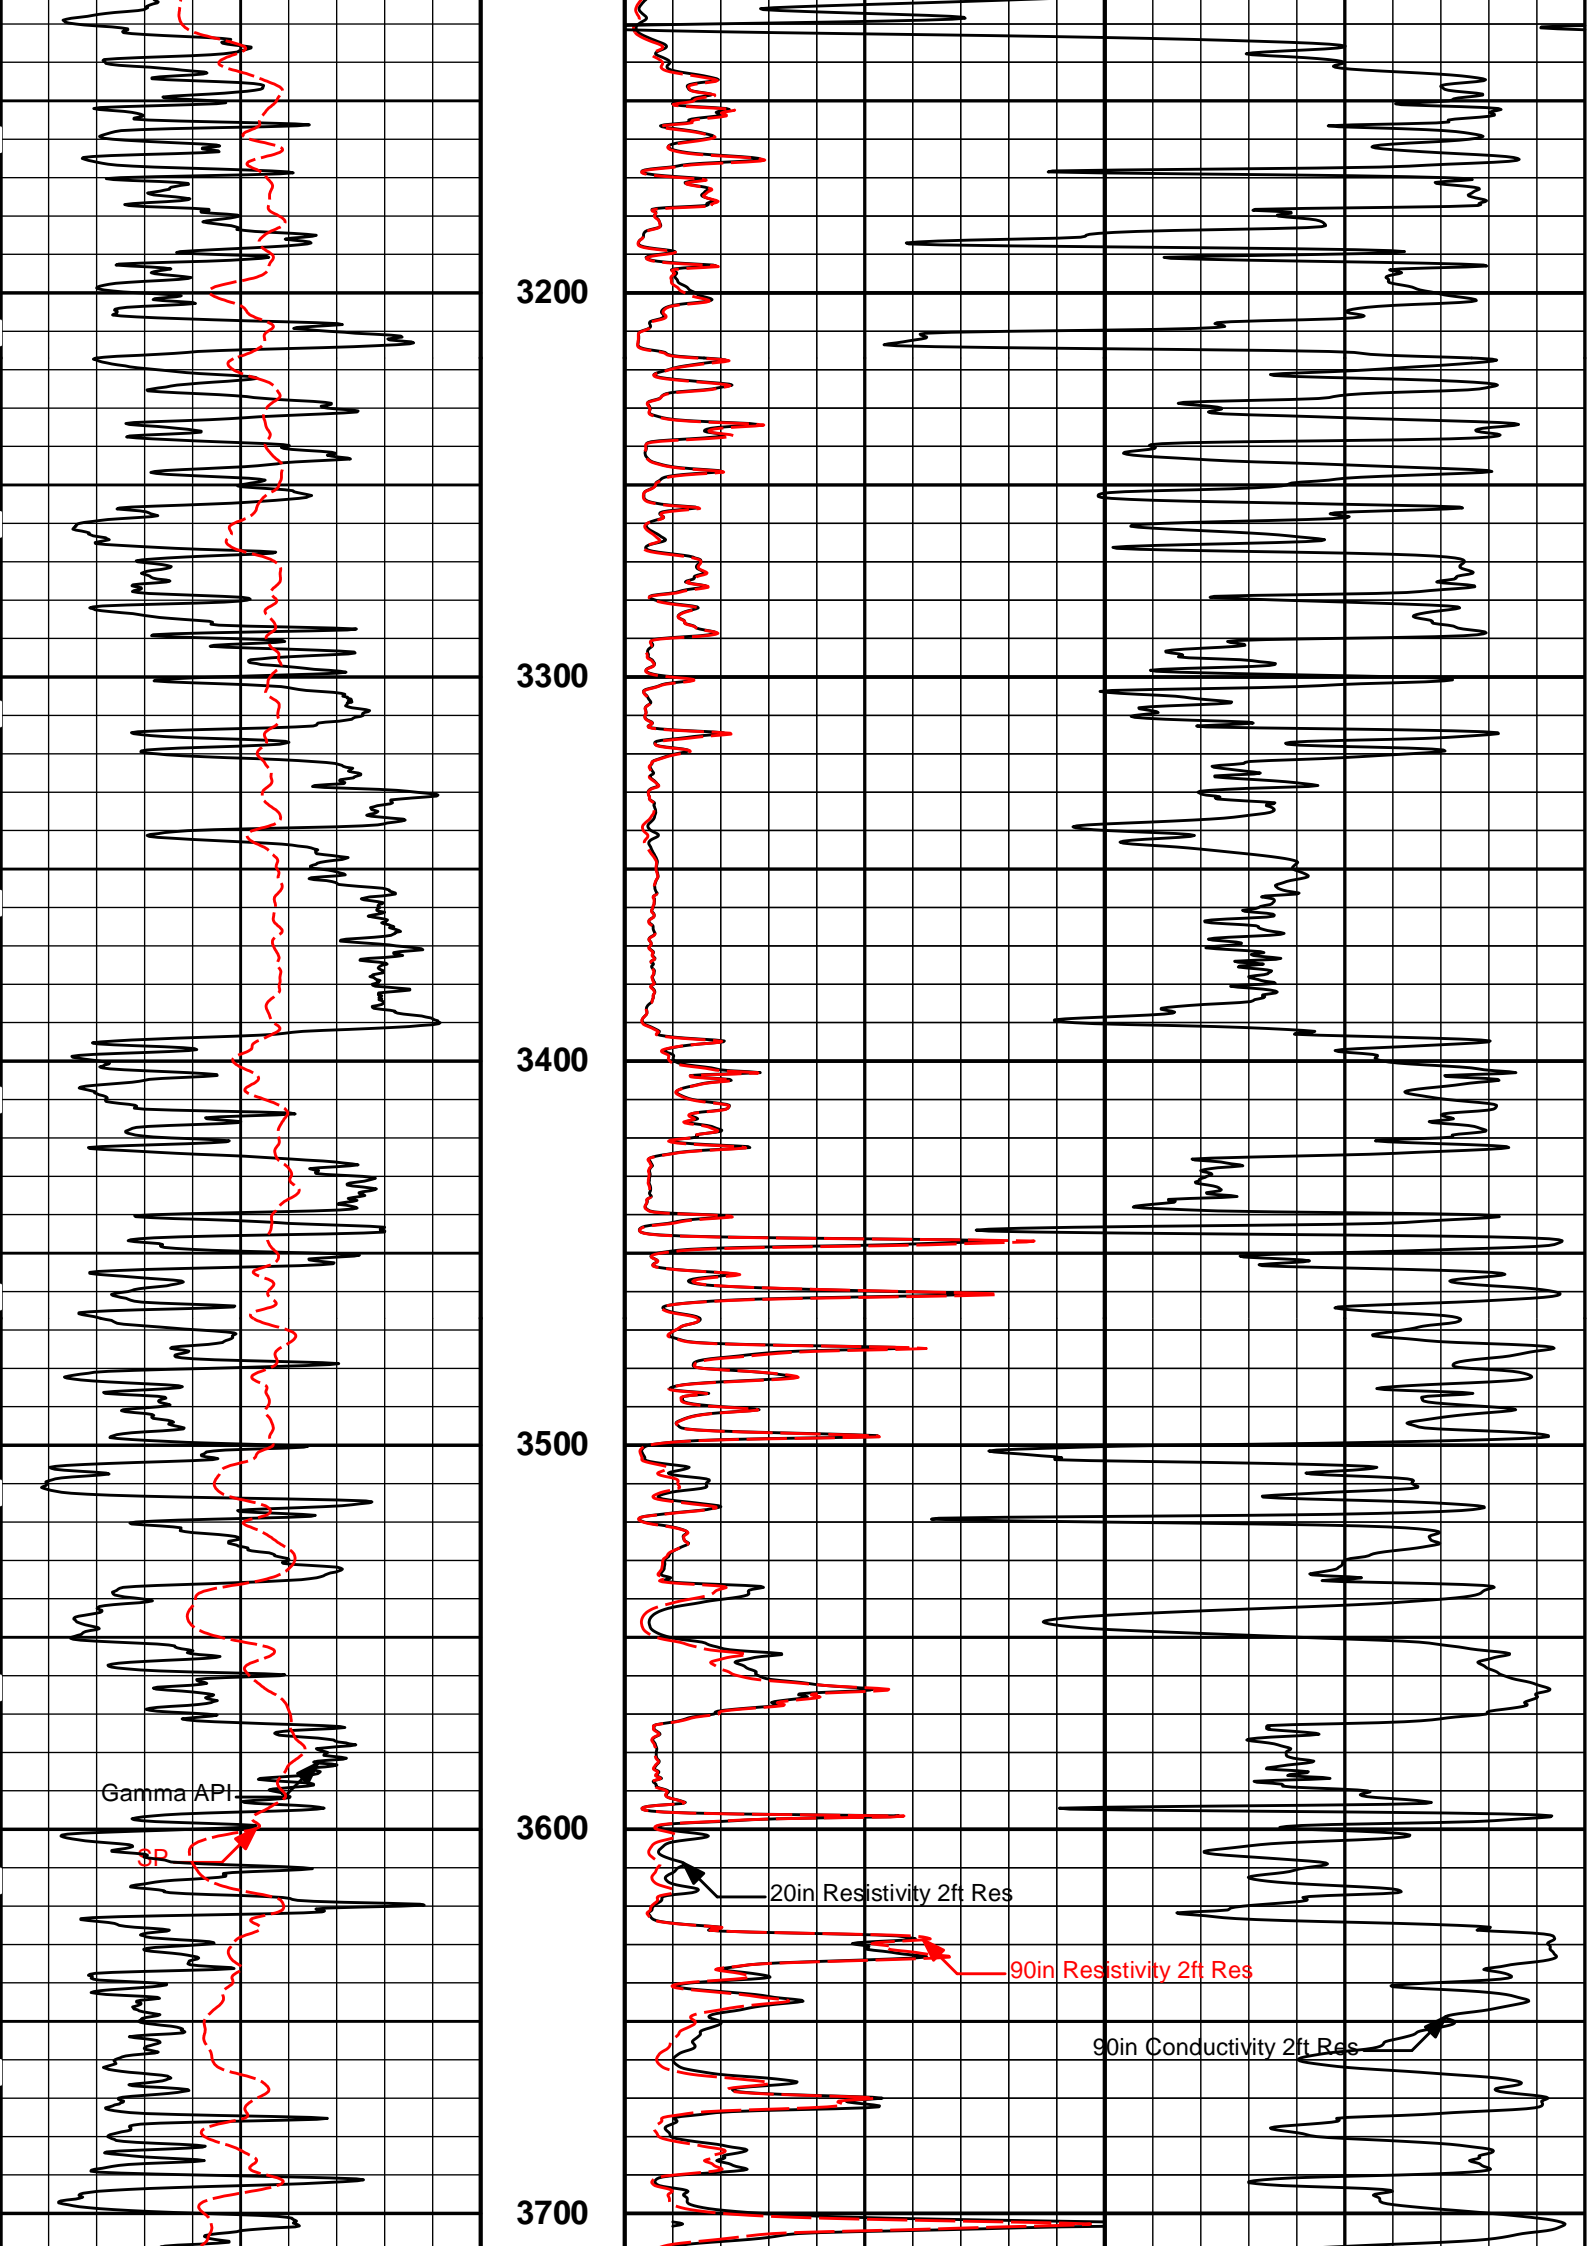 3200
3300
3400
3500
Gamma API
3600
SP
20in Resistivity 2ft Res
90in Resistivity 2ft Res
90in Conductivity 2ft Res
3700